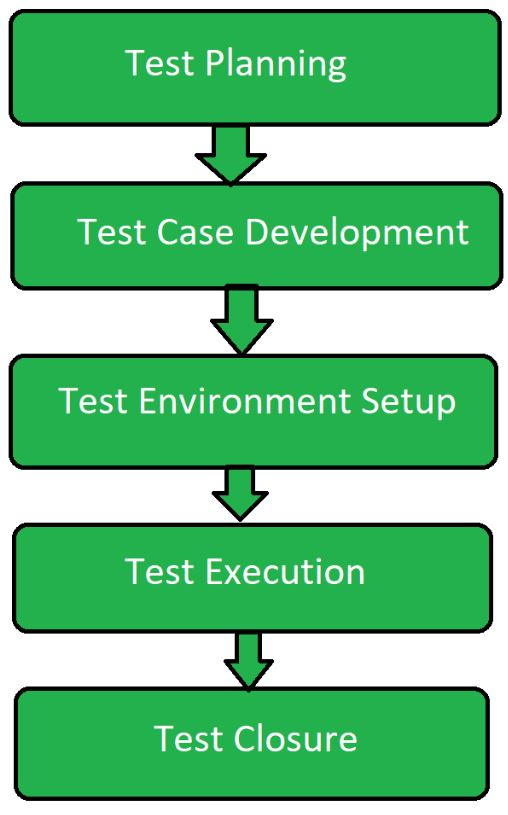 Test Planning
Test Case Development
Test Environment Setup
Test Execution
Test Closure